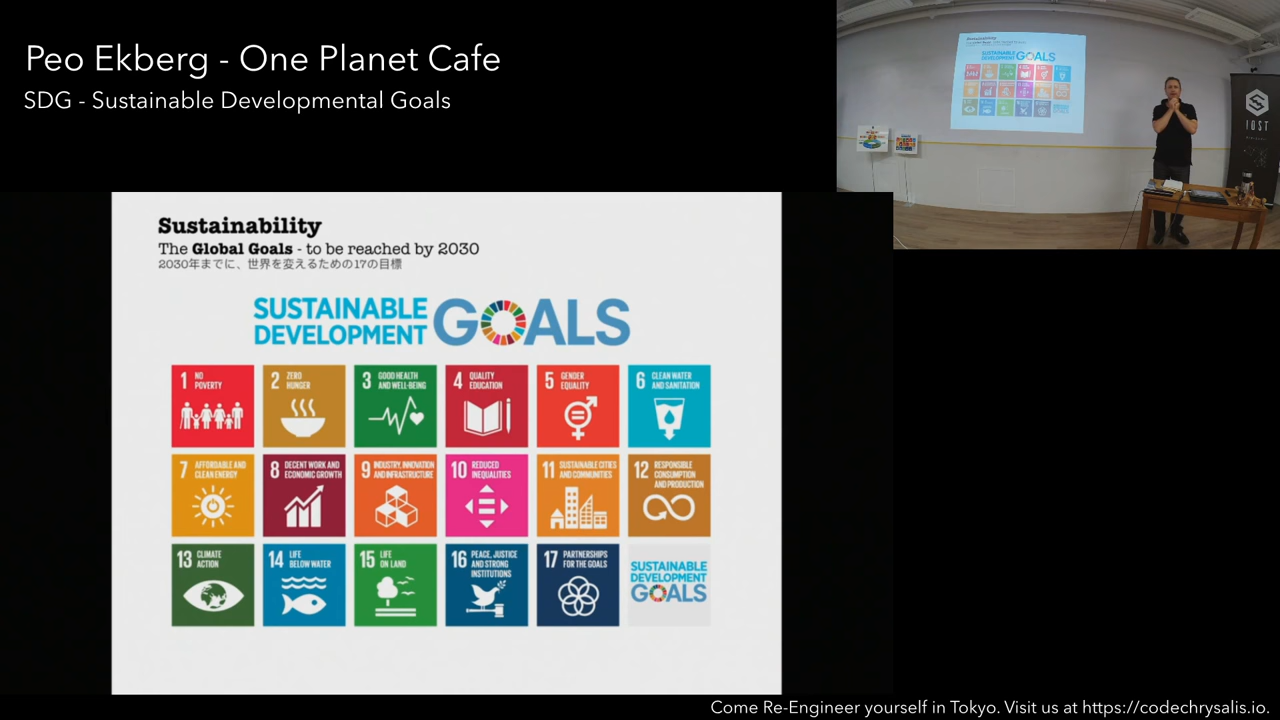 Peo Ekberg - One Planet Cafe
SDG - Sustainable Developmental Goals
IOST
Sustainability
The Global Goals - to be reached by 2030
2030年までに、世界を変えるための17の目標
SUSTAINABLE
DEVELOPMENT
GOALS
1 NO
POVERTY
2 ZERO
HUNGER
3 GOOD HEALTH
AND WELL-BEING
4 QUALITY
EDUCATION
5 GENDER
EQUALITY
6 CLEAN WATER
AND SANITATION
7 AFFORDABLE AND
CLEAN ENERGY
8 DECENT WORK AND
ECONOMIC GROWTH
9 INDUSTRY, INNOVATION
AND INFRASTRUCTURE
10 REDUCED
INEQUALITIES
11 SUSTAINABLE CITIES
AND COMMUNITIES
12 RESPONSIBLE
CONSUMPTION
AND PRODUCTION
13 CLIMATE
ACTION
14 LIFE
BELOW WATER
15 LIFE
ON LAND
16 PEACE, JUSTICE
AND STRONG
INSTITUTIONS
17 PARTNERSHIPS
FOR THE GOALS
SUSTAINABLE
DEVELOPMENT
GOALS
Come Re-Engineer yourself in Tokyo. Visit us at https://codechrysalis.io.